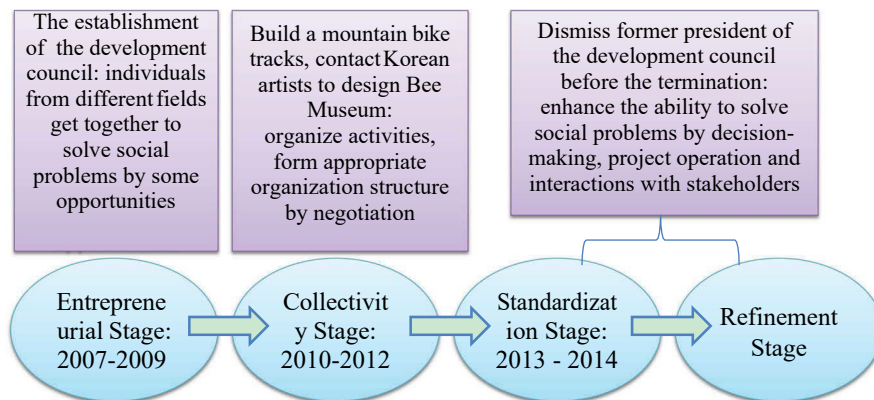 The establishment
of the development
council: individuals
from different fields
get together to
solve social
problems by some
opportunities
Build a mountain bike
tracks, contact Korean
artists to design Bee
Museum:
organize activities,
form appropriate
organization structure
by negotiation
Dismiss former president of
the development council
before the termination:
enhance the ability to solve
social problems by decision-
making, project operation and
interactions with stakeholders
Entreprene
urial Stage:
2007-2009
Collectivit
y Stage:
2010-2012
Standardizat
ion Stage:
2013 - 2014
Refinement
Stage